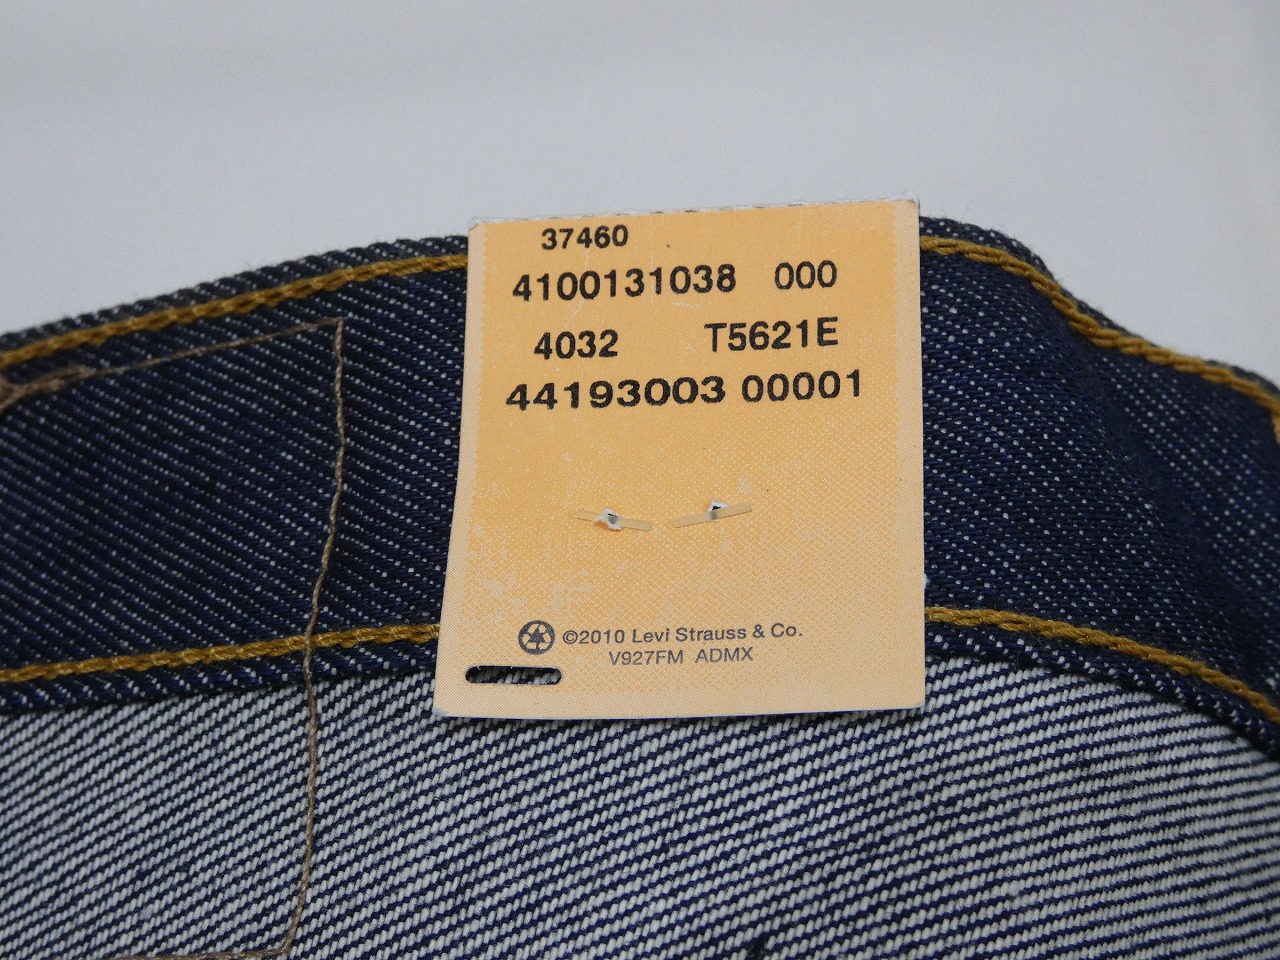 37460
4100131038 000
4032 T5621E
44193003 00001
©2010 Levi Strauss & Co.
V927FM ADMX